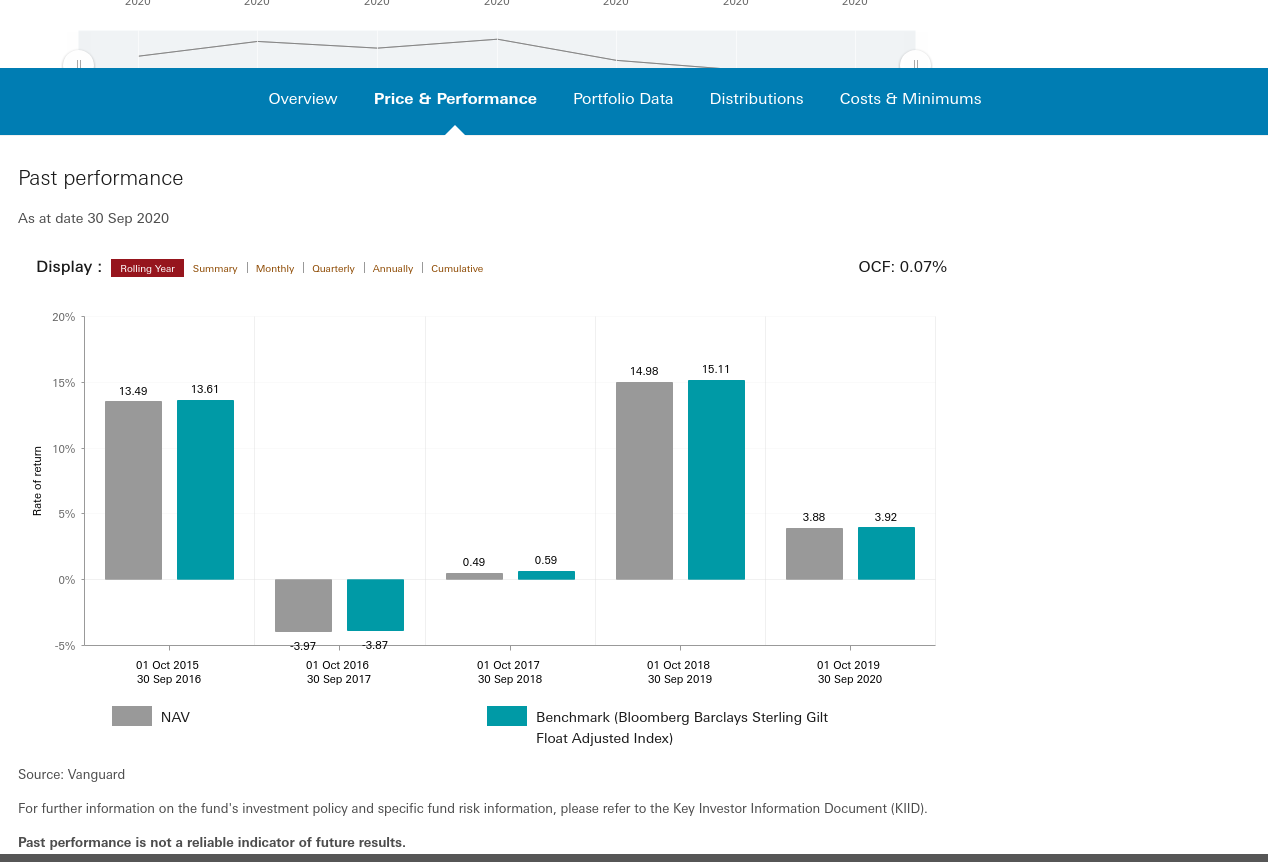 2020 2020 2020 2020 2020 2020 2020
Overview Price & Performance Portfolio Data Distributions Costs & Minimums
Past performance
As at date 30 Sep 2020
Display : Rolling Year Summary Monthly Quarterly Annually Cumulative OCF: 0.07%
20%
15%
10%
5%
0%
-5%
Rate of return
13.49 13.61
-3.97 -3.87
0.49 0.59
14.98 15.11
3.88 3.92
01 Oct 2015 01 Oct 2016 01 Oct 2017 01 Oct 2018 01 Oct 2019
30 Sep 2016 30 Sep 2017 30 Sep 2018 30 Sep 2019 30 Sep 2020
NAV
Benchmark (Bloomberg Barclays Sterling Gilt
Float Adjusted Index)
Source: Vanguard
For further information on the fund's investment policy and specific fund risk information, please refer to the Key Investor Information Document (KIID).
Past performance is not a reliable indicator of future results.